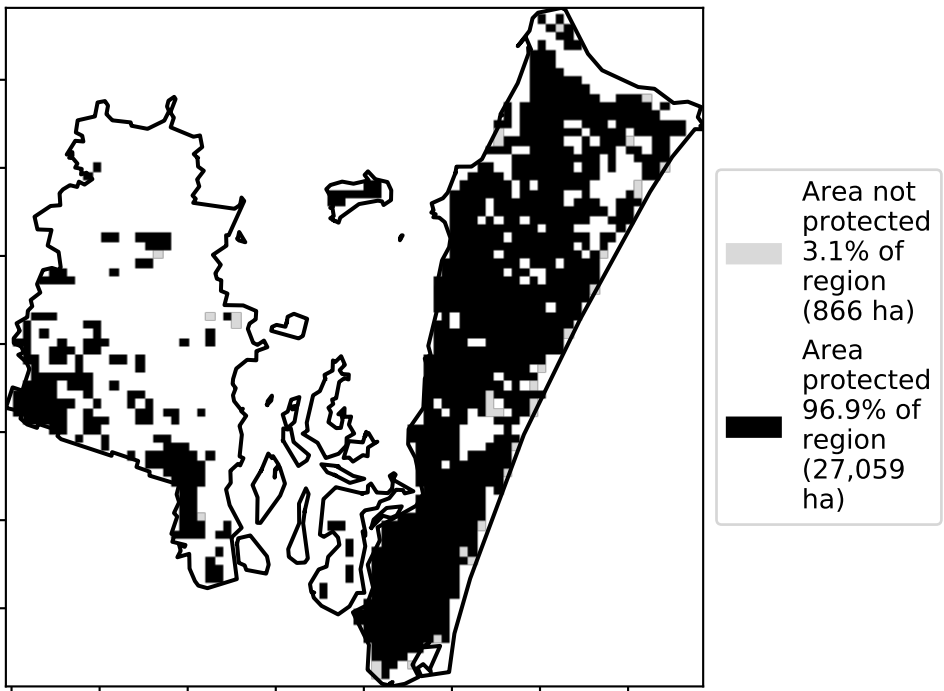 Area not
protected
3.1% of
region
(866 ha)
Area
protected
96.9% of
region
(27,059
ha)